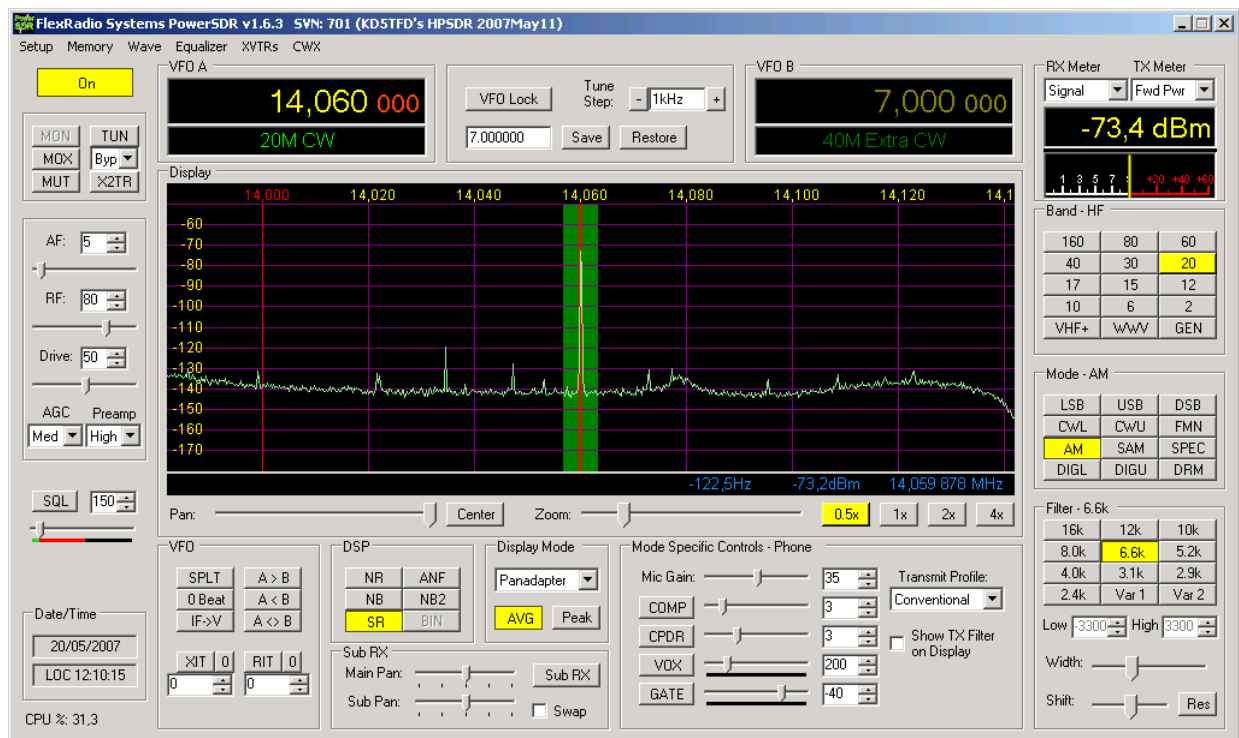 FlexRadio Systems PowerSDR v1.6.3 SVN: 701 (KD5TFD's HPSDR 2007May11)
Setup Memory Wave Equalizer XVTRs CWX
On
MON TUN
MOX Byp
MUT X2TR
AF: 5
RF: 80
Drive: 50
AGC Preamp
Med High
SQL 150
Date/Time
20/05/2007
LOC 12:10:15
CPU %: 31,3
VFO A
14,060 000
20M CW
VFO Lock Tune Step: - 1kHz +
7.000000 Save Restore
VFO B
7,000 000
40M Extra CW
Display
14,000 14,020 14,040 14,060 14,080 14,100 14,120 14,1
-60
-70
-80
-90
-100
-110
-120
-130
-140
-150
-160
-170
-122,5Hz -73,2dBm 14,059 878 MHz
Pan: Center Zoom: 0.5x 1x 2x 4x
VFO
SPLT A > B
0 Beat A < B
IF->V A <> B
XIT 0 RIT 0
0 0
DSP
NR ANF
NB NB2
SR BIN
Display Mode
Panadapter
AVG Peak
Sub RX
Main Pan: Sub RX
Sub Pan: Swap
Mode Specific Controls - Phone
Mic Gain: 35 Transmit Profile:
COMP 3 Conventional
CPDR 3 Show TX Filter
on Display
VOX 200
GATE -40
RX Meter TX Meter
Signal Fwd Pwr
-73,4 dBm
1 3 5 7 +20 +40 +60
Band - HF
160 80 60
40 30 20
17 15 12
10 6 2
VHF+ WWV GEN
Mode - AM
LSB USB DSB
CWL CWU FMN
AM SAM SPEC
DIGL DIGU DRM
Filter - 6.6k
16k 12k 10k
8.0k 6.6k 5.2k
4.0k 3.1k 2.9k
2.4k Var 1 Var 2
Low -3300 High 3300
Width:
Shift: Res